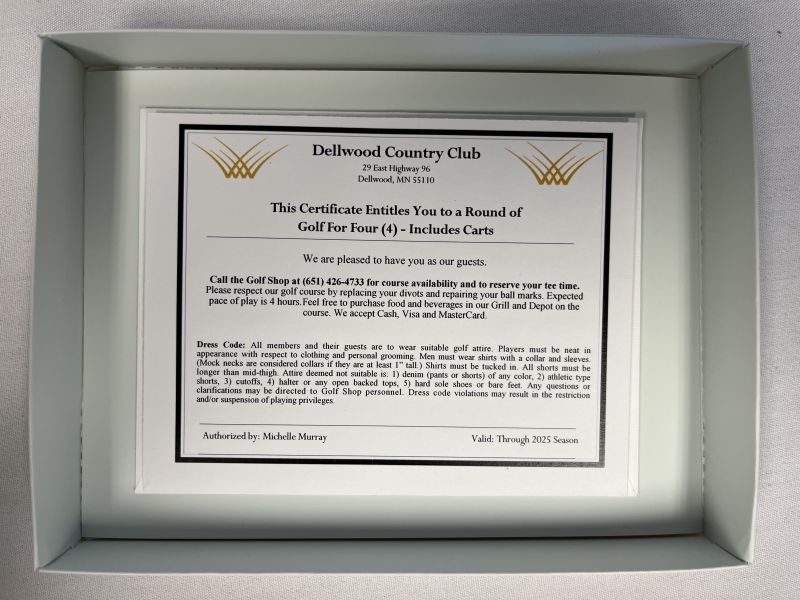 Dellwood Country Club
29 East Highway 96
Dellwood, MN 55110
This Certificate Entitles You to a Round of
Golf For Four (4) - Includes Carts
We are pleased to have you as our guests.
Call the Golf Shop at (651) 426-4733 for course availability and to reserve your tee time.
Please respect our golf course by replacing your divots and repairing your ball marks. Expected
pace of play is 4 hours.Feel free to purchase food and beverages in our Grill and Depot on the
course. We accept Cash, Visa and MasterCard.
Dress Code: All members and their guests are to wear suitable golf attire. Players must be neat in
appearance with respect to clothing and personal grooming. Men must wear shirts with a collar and sleeves.
(Mock necks are considered collars if they are at least 1" tall.) Shirts must be tucked in. All shorts must be
longer than mid-thigh. Attire deemed not suitable is: 1) denim (pants or shorts) of any color, 2) athletic type
shorts, 3) cutoffs, 4) halter or any open backed tops, 5) hard sole shoes or bare feet. Any questions or
clarifications may be directed to Golf Shop personnel. Dress code violations may result in the restriction
and/or suspension of playing privileges.
Authorized by: Michelle Murray
Valid: Through 2025 Season